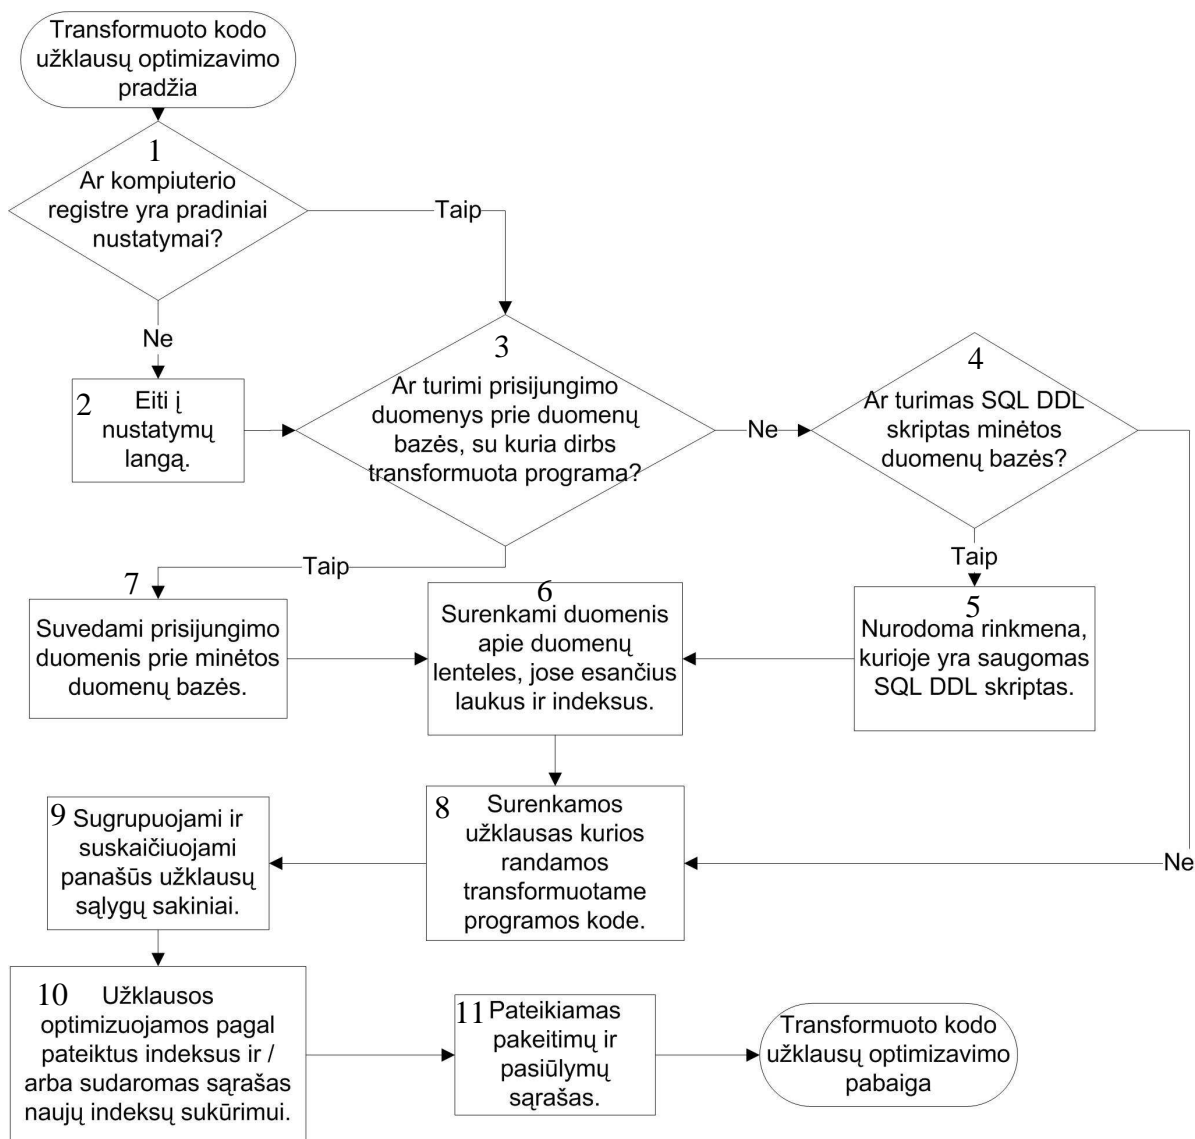 Transformuoto kodo
užklausų optimizavimo
pradžia
1
Ar kompiuterio
registre yra pradiniai
nustatymai?
Taip
Ne
2
Eiti į
nustatymų
langą.
3
Ar turimi prisijungimo
duomenys prie duomenų
bazės, su kuria dirbs
transformuota programa?
Ne
4
Ar turimas SQL DDL
skriptas minėtos
duomenų bazės?
Taip
Taip
7
Suvedami prisijungimo
duomenis prie minėtos
duomenų bazės.
6
Surenkami duomenis
apie duomenų
lenteles, jose esančius
laukus ir indeksus.
5
Nurodoma rinkmena,
kurioje yra saugomas
SQL DDL skriptas.
Ne
8
Surenkamos
užklausas kurios
randamos
transformuotame
programos kode.
9
Sugrupuojami ir
suskaičiuojami
panašūs užklausų
sąlygų sakiniai.
10
Užklausos
optimizuojamos pagal
pateiktus indeksus ir /
arba sudaromas sąrašas
naujų indeksų sukūrimui.
11
Pateikiamas
pakeitimų ir
pasiūlymų
sąrašas.
Transformuoto kodo
užklausų optimizavimo
pabaiga